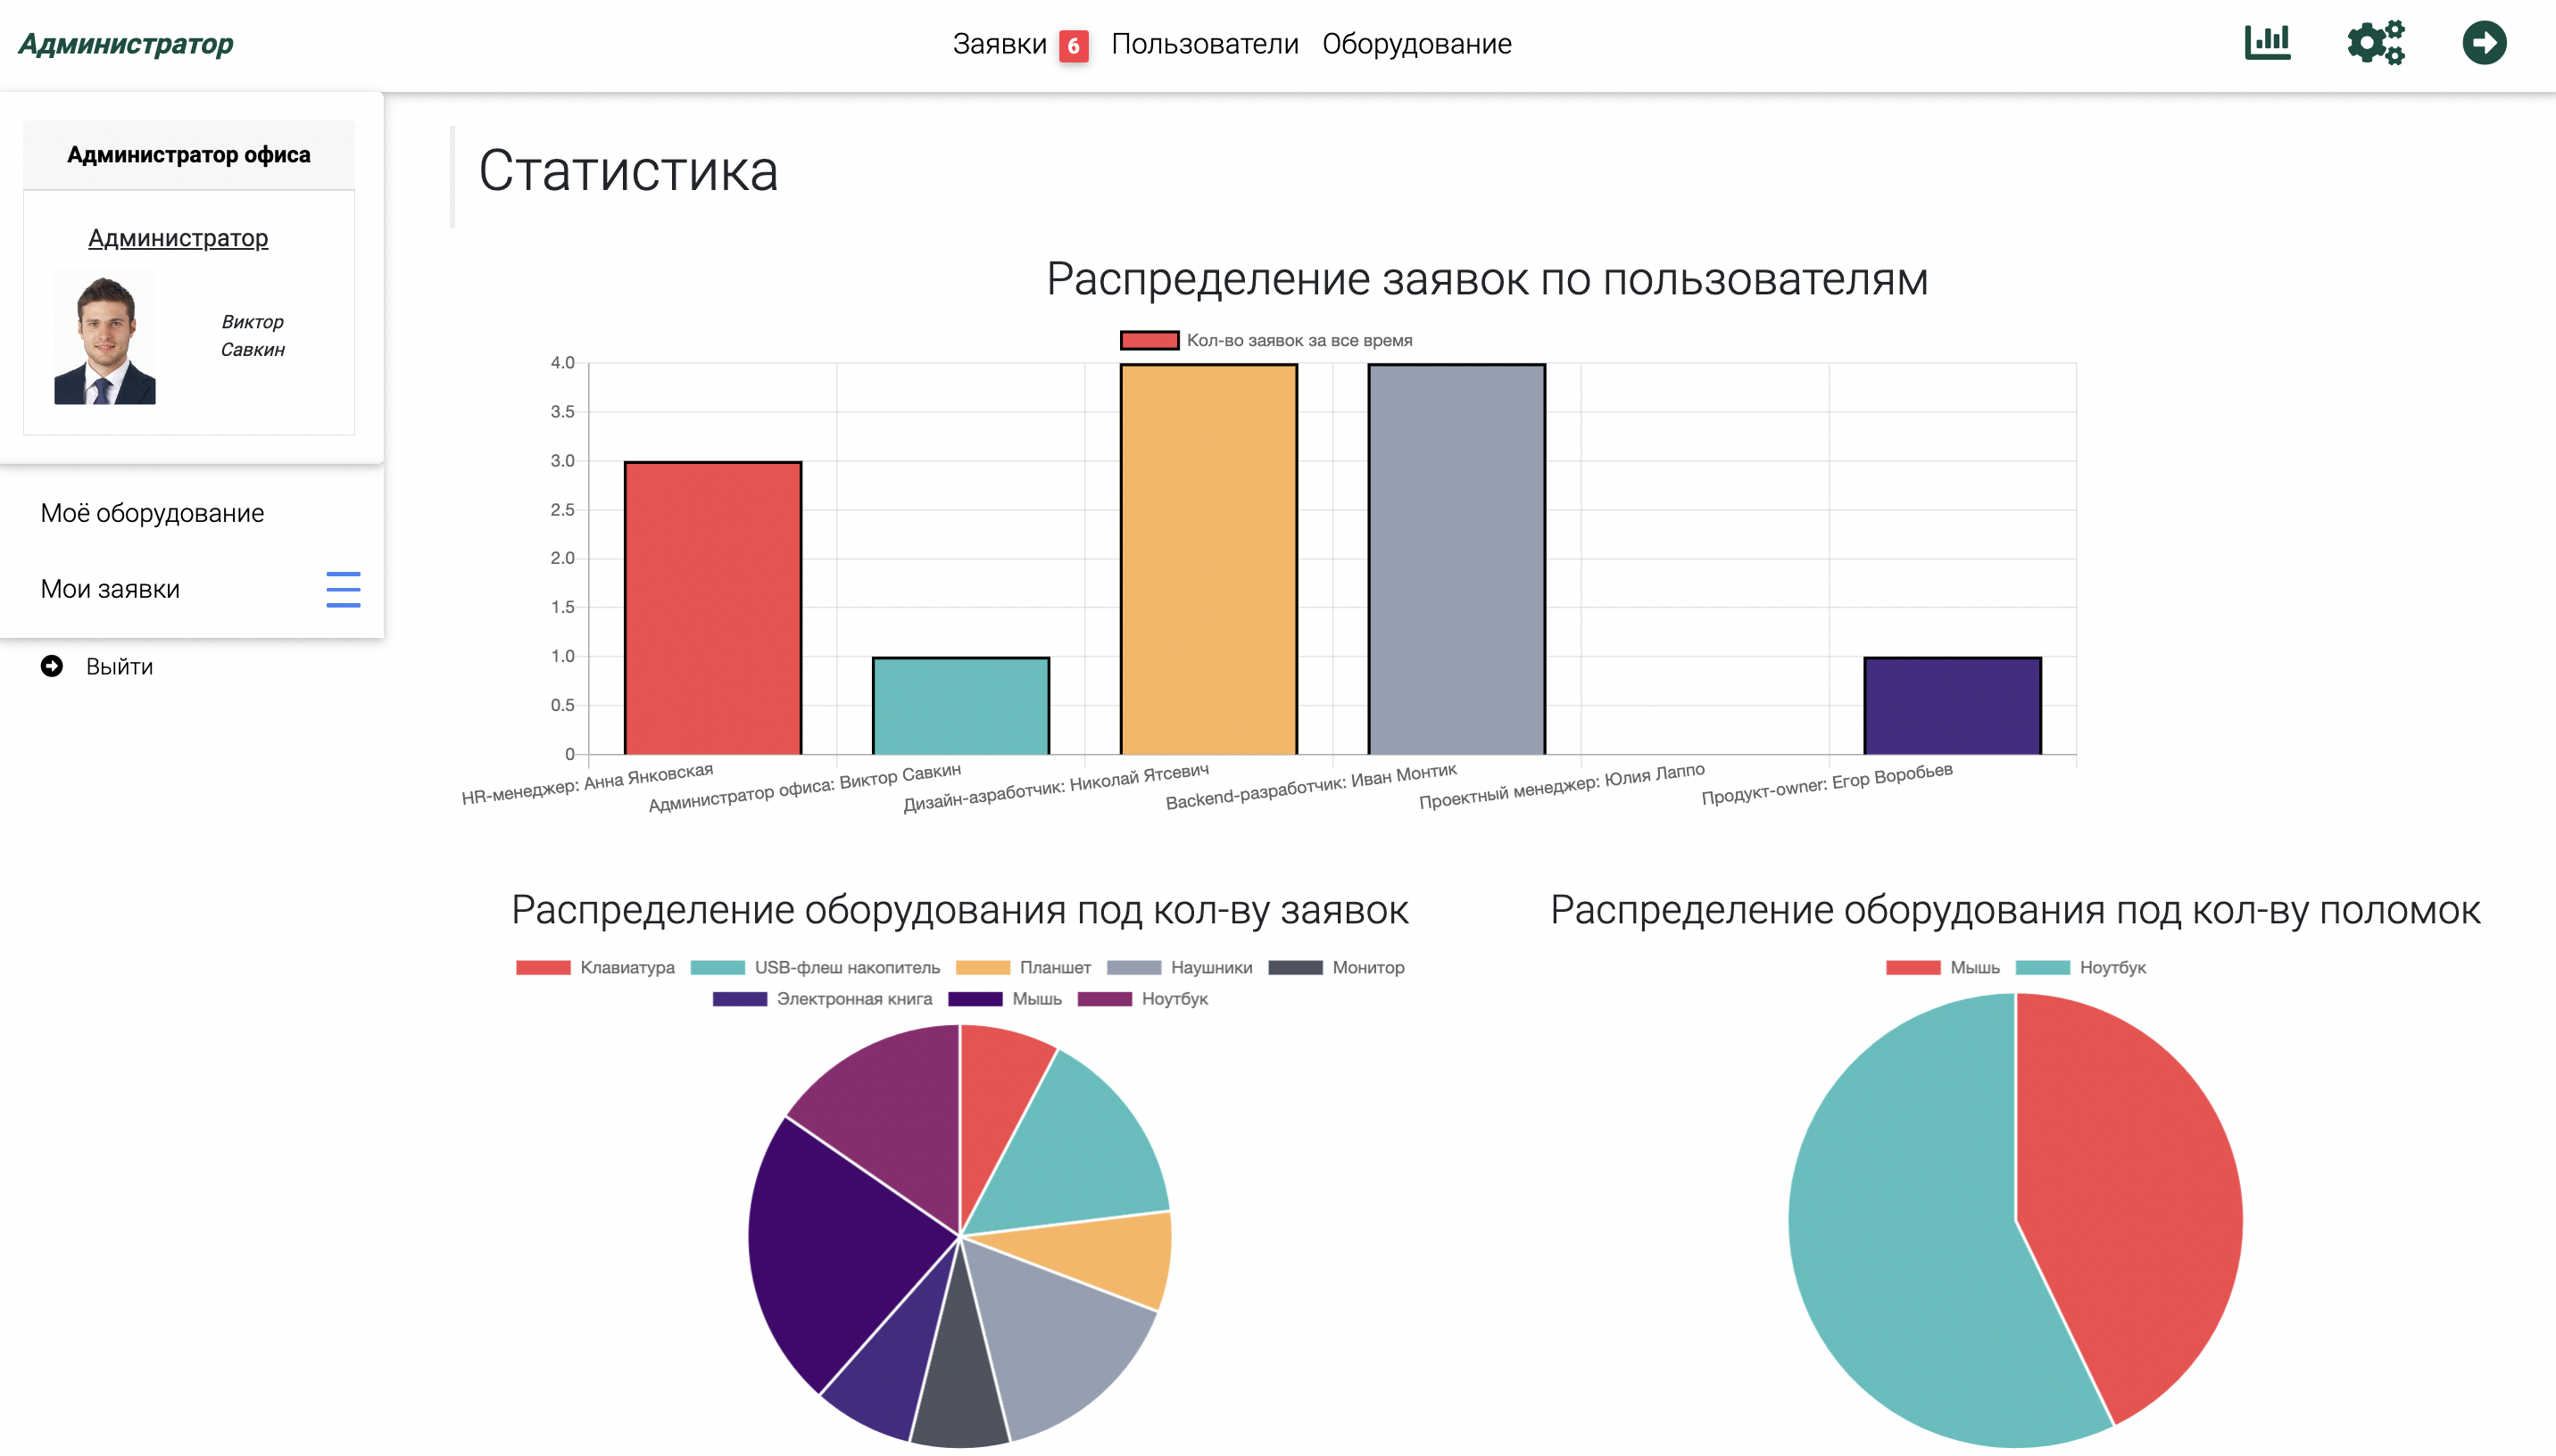 Администратор
Заявки 6 Пользователи Оборудование
Администратор офиса
Администратор
Виктор
Савкин
Моё оборудование
Мои заявки
Выйти
Статистика
Распределение заявок по пользователям
Кол-во заявок за все время
4.0
3.5
3.0
2.5
2.0
1.5
1.0
0.5
0
HR-менеджер: Анна Янковская
Администратор офиса: Виктор Савкин
Дизайн-азработчик: Николай Ятсевич
Backend-разработчик: Иван Монтик
Проектный менеджер: Юлия Лаппо
Продукт-owner: Егор Воробьев
Распределение оборудования под кол-ву заявок
Клавиатура USB-флеш накопитель Планшет Наушники Монитор
Электронная книга Мышь Ноутбук
Распределение оборудования под кол-ву поломок
Мышь Ноутбук